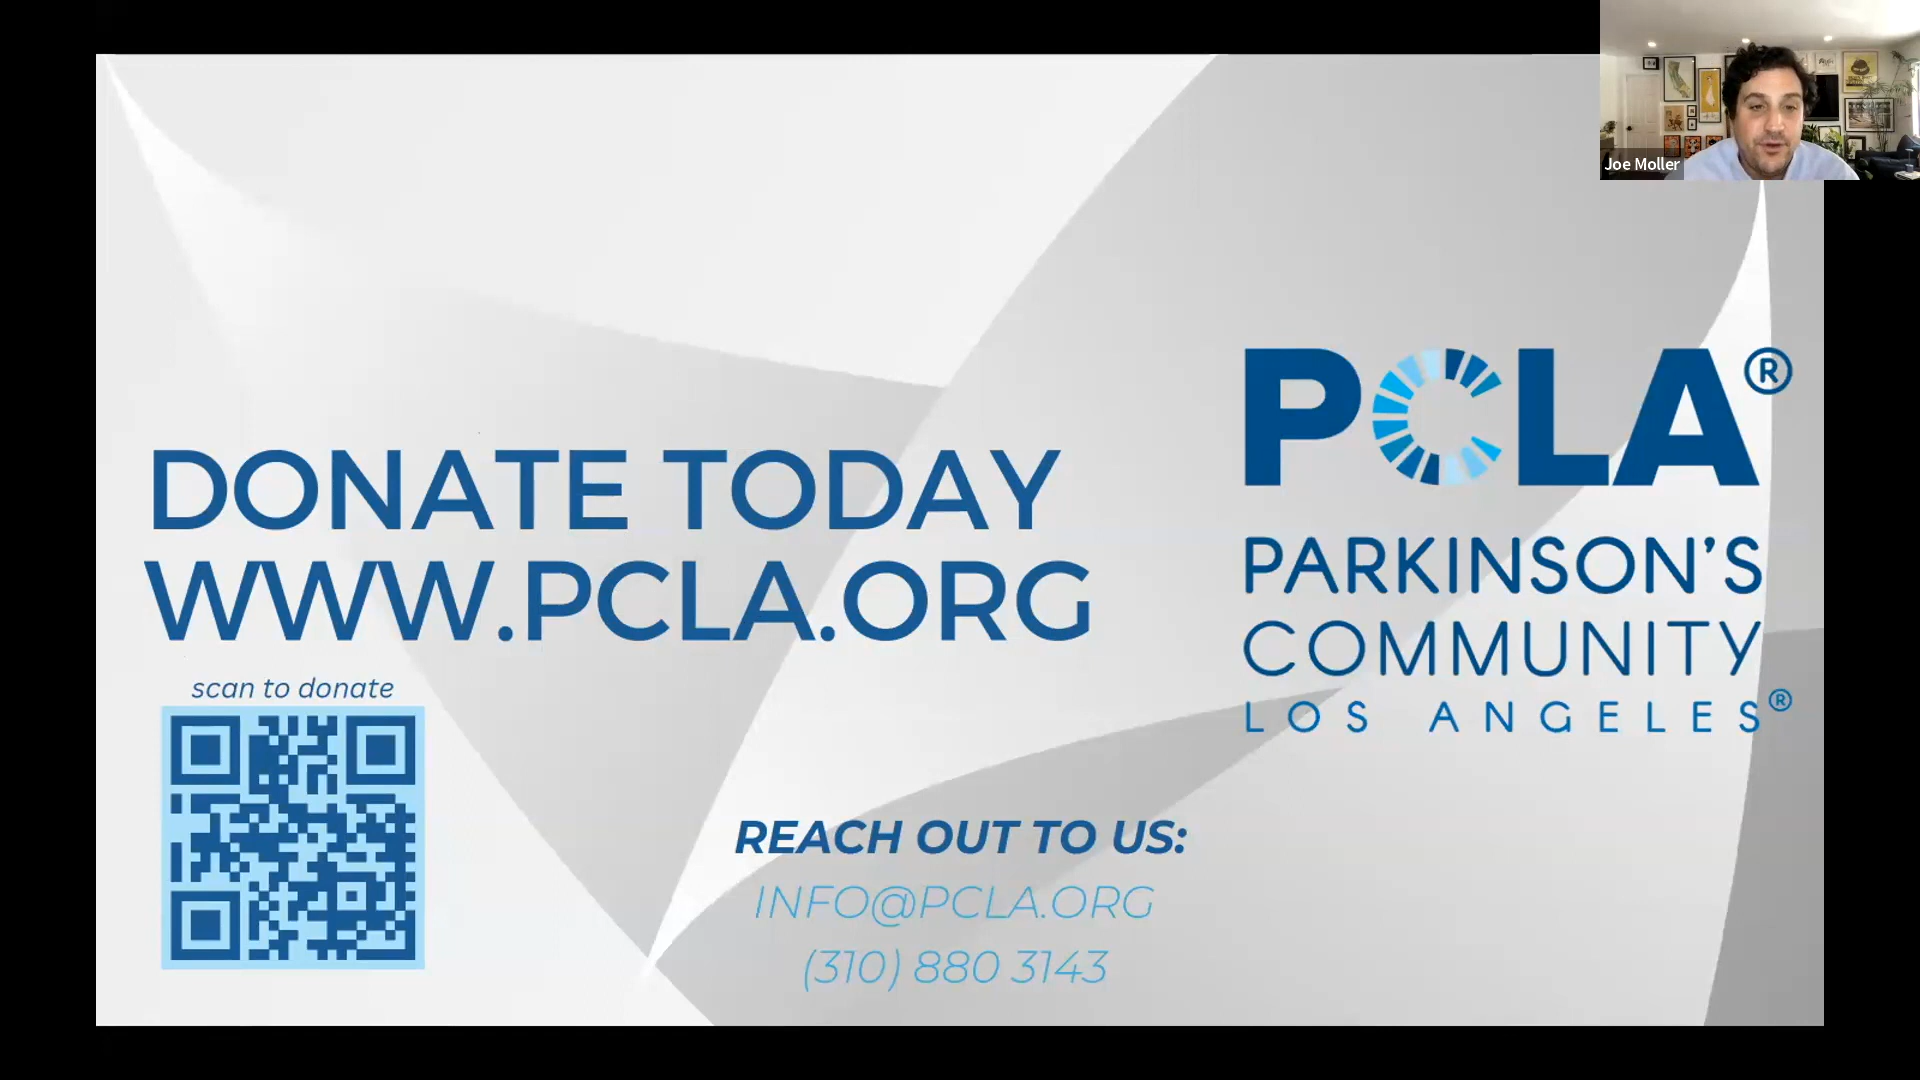 Joe Moller
DONATE TODAY
WWW.PCLA.ORG
scan to donate
REACH OUT TO US:
INFO@PCLA.ORG
(310) 880 3143
PCLA®
PARKINSON'S
COMMUNITY
LOS ANGELES®